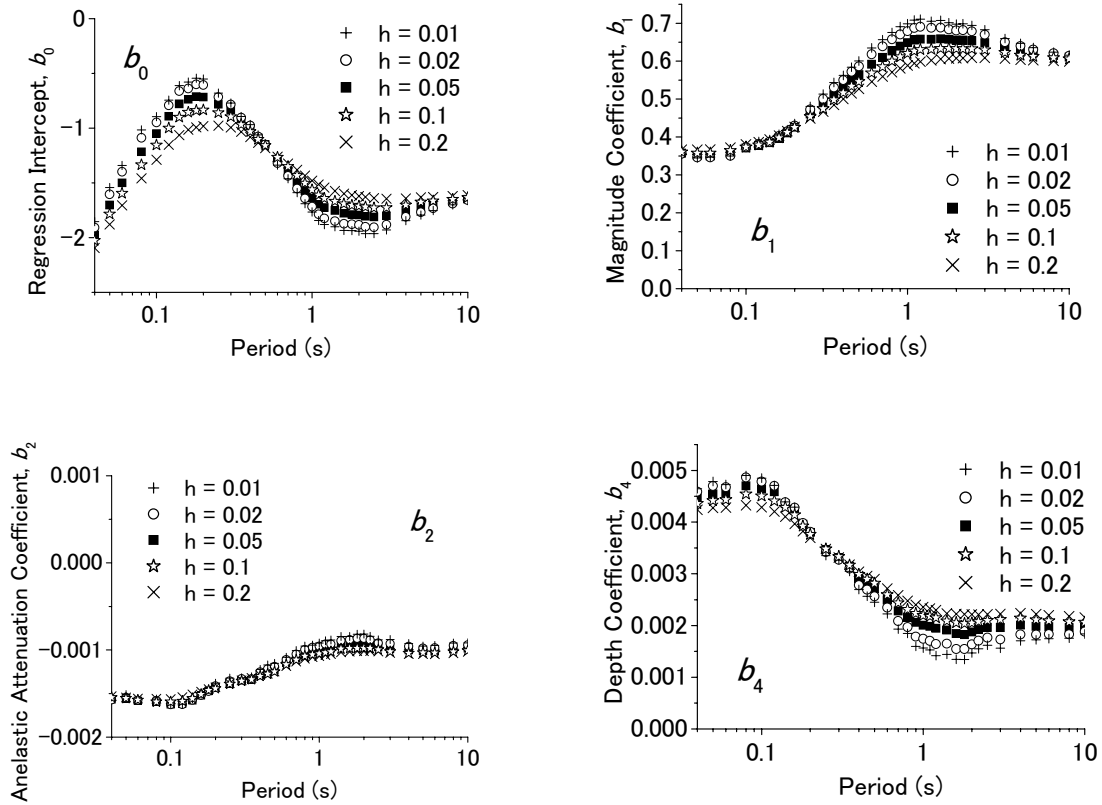 Regression Intercept, b0
0
−1
−2
b0
+ h = 0.01
○ h = 0.02
■ h = 0.05
☆ h = 0.1
× h = 0.2
0.1 1 10
Period (s)
Magnitude Coefficient, b1
0.7
0.6
0.5
0.4
0.3
0.2
0.1
0.0
b1
+ h = 0.01
○ h = 0.02
■ h = 0.05
☆ h = 0.1
× h = 0.2
0.1 1 10
Period (s)
Anelastic Attenuation Coefficient, b2
0.001
0.000
−0.001
−0.002
+ h = 0.01
○ h = 0.02
■ h = 0.05
☆ h = 0.1
× h = 0.2
b2
0.1 1 10
Period (s)
Depth Coefficient, b4
0.005
0.004
0.003
0.002
0.001
0.000
+ h = 0.01
○ h = 0.02
■ h = 0.05
☆ h = 0.1
× h = 0.2
b4
0.1 1 10
Period (s)